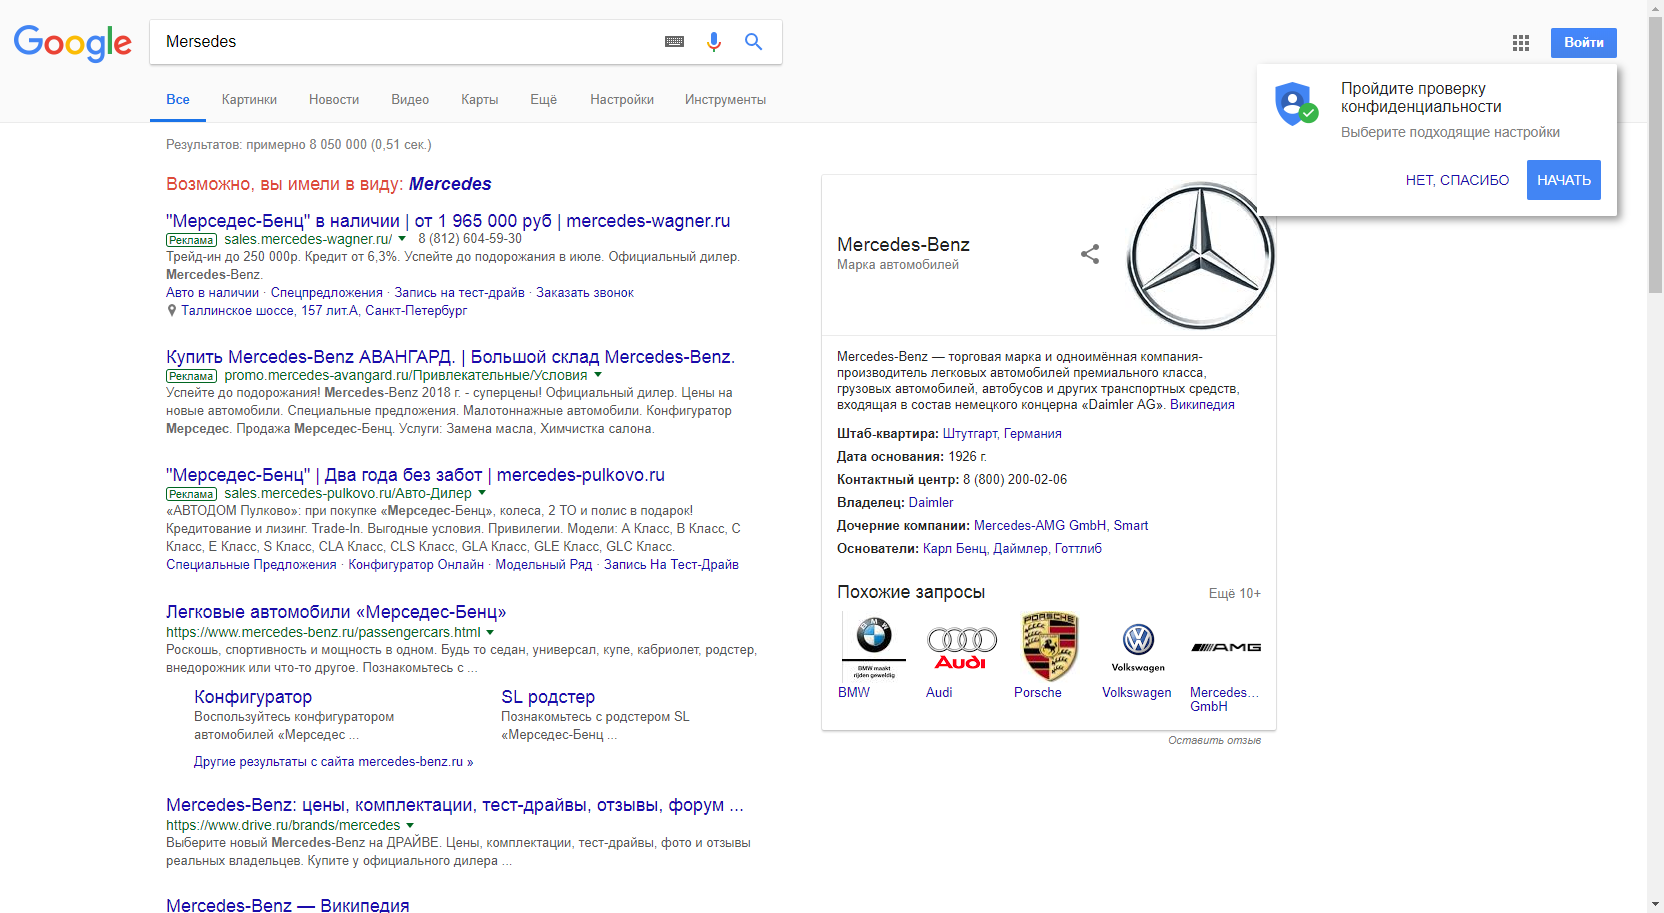 Google
Mersedes
Войти
Все Картинки Новости Видео Карты Ещё Настройки Инструменты
Пройдите проверку
конфиденциальности
Выберите подходящие настройки
НЕТ, СПАСИБО НАЧАТЬ
Результатов: примерно 8 050 000 (0,51 сек.)
Возможно, вы имели в виду: Mercedes
"Мерседес-Бенц" в наличии | от 1 965 000 руб | mercedes-wagner.ru
Реклама sales.mercedes-wagner.ru/ 8 (812) 604-59-30
Трейд-ин до 250 000р. Кредит от 6,3%. Успейте до подорожания в июле. Официальный дилер.
Mercedes-Benz.
Авто в наличии · Спецпредложения · Запись на тест-драйв · Заказать звонок
Таллинское шоссе, 157 лит.А, Санкт-Петербург
Купить Mercedes-Benz АВАНГАРД. | Большой склад Mercedes-Benz.
Реклама promo.mercedes-avangard.ru/Привлекательные/Условия
Успейте до подорожания! Mercedes-Benz 2018 г. - суперцены! Официальный дилер. Цены на
новые автомобили. Специальные предложения. Малотоннажные автомобили. Конфигуратор
Мерседес. Продажа Мерседес-Бенц. Услуги: Замена масла, Химчистка салона.
"Мерседес-Бенц" | Два года без забот | mercedes-pulkovo.ru
Реклама sales.mercedes-pulkovo.ru/Авто-Дилер
«АВТОДОМ Пулково»: при покупке «Мерседес-Бенц», колеса, 2 ТО и полис в подарок!
Кредитование и лизинг. Trade-In. Выгодные условия. Привилегии. Модели: А Класс, В Класс, С
Класс, Е Класс, S Класс, CLA Класс, CLS Класс, GLA Класс, GLE Класс, GLC Класс.
Специальные Предложения · Конфигуратор Онлайн · Модельный Ряд · Запись На Тест-Драйв
Легковые автомобили «Мерседес-Бенц»
https://www.mercedes-benz.ru/passengercars.html
Роскошь, спортивность и мощность в одном. Будь то седан, универсал, купе, кабриолет, родстер,
внедорожник или что-то другое. Познакомьтесь с ...
Конфигуратор
Воспользуйтесь конфигуратором
автомобилей «Мерседес ...
SL родстер
Познакомьтесь с родстером SL
«Мерседес-Бенц ...
Другие результаты с сайта mercedes-benz.ru »
Mercedes-Benz: цены, комплектации, тест-драйвы, отзывы, форум ...
https://www.drive.ru/brands/mercedes
Выберите новый Mercedes-Benz на ДРАЙВЕ. Цены, комплектации, тест-драйвы, фото и отзывы
реальных владельцев. Купите у официального дилера ...
Mercedes-Benz — Википедия
Mercedes-Benz
Марка автомобилей
Mercedes-Benz — торговая марка и одноимённая компания-
производитель легковых автомобилей премиального класса,
грузовых автомобилей, автобусов и других транспортных средств,
входящая в состав немецкого концерна «Daimler AG». Википедия
Штаб-квартира: Штутгарт, Германия
Дата основания: 1926 г.
Контактный центр: 8 (800) 200-02-06
Владелец: Daimler
Дочерние компании: Mercedes-AMG GmbH, Smart
Основатели: Карл Бенц, Даймлер, Готтлиб
Похожие запросы Ещё 10+
BMW
BMW maakt
rijden geweldig
Audi
PORSCHE
Volkswagen
AMG
BMW Audi Porsche Volkswagen Mercedes...
GmbH
Оставить отзыв